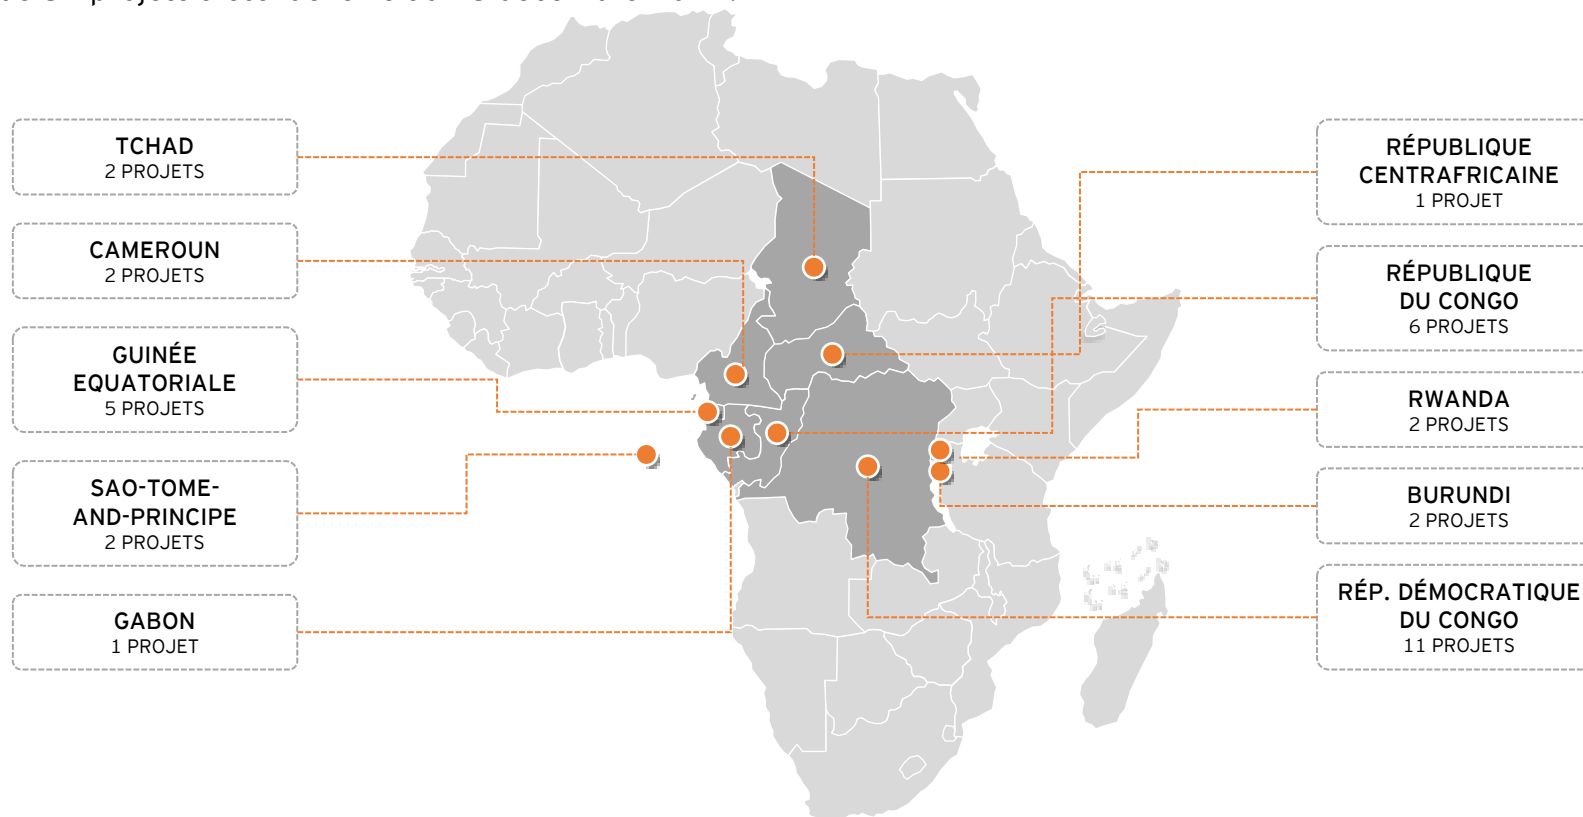 TCHAD
2 PROJETS
CAMEROUN
2 PROJETS
GUINÉE
EQUATORIALE
5 PROJETS
SAO-TOME-
AND-PRINCIPE
2 PROJETS
GABON
1 PROJET
RÉPUBLIQUE
CENTRAFRICAINE
1 PROJET
RÉPUBLIQUE
DU CONGO
6 PROJETS
RWANDA
2 PROJETS
BURUNDI
2 PROJETS
RÉP. DÉMOCRATIQUE
DU CONGO
11 PROJETS